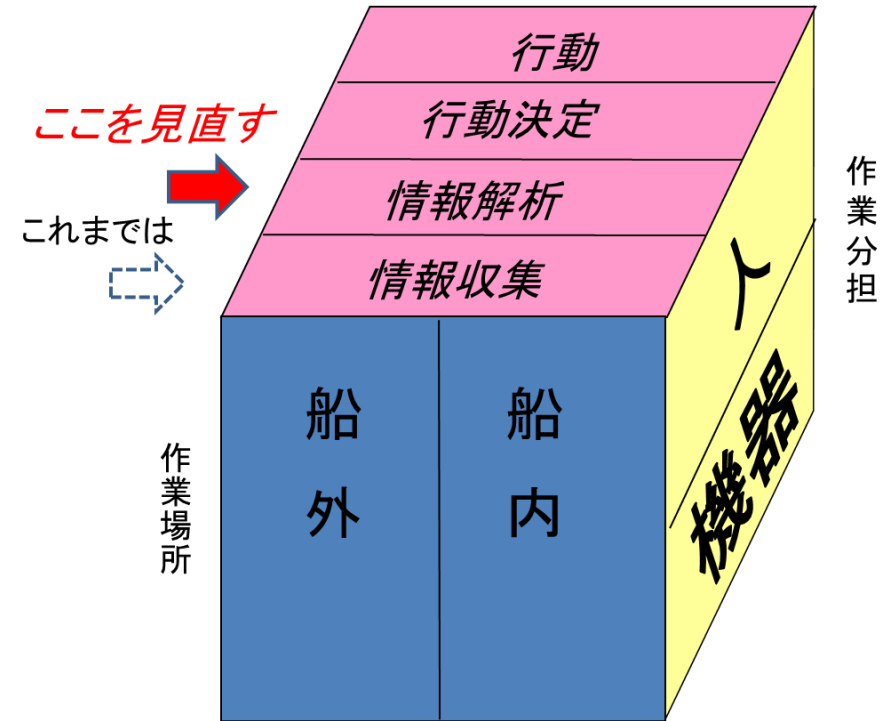 行動
行動決定
情報解析
情報収集
ここを見直す
これまでは
船外
船内
人
機器
作業分担
作業場所